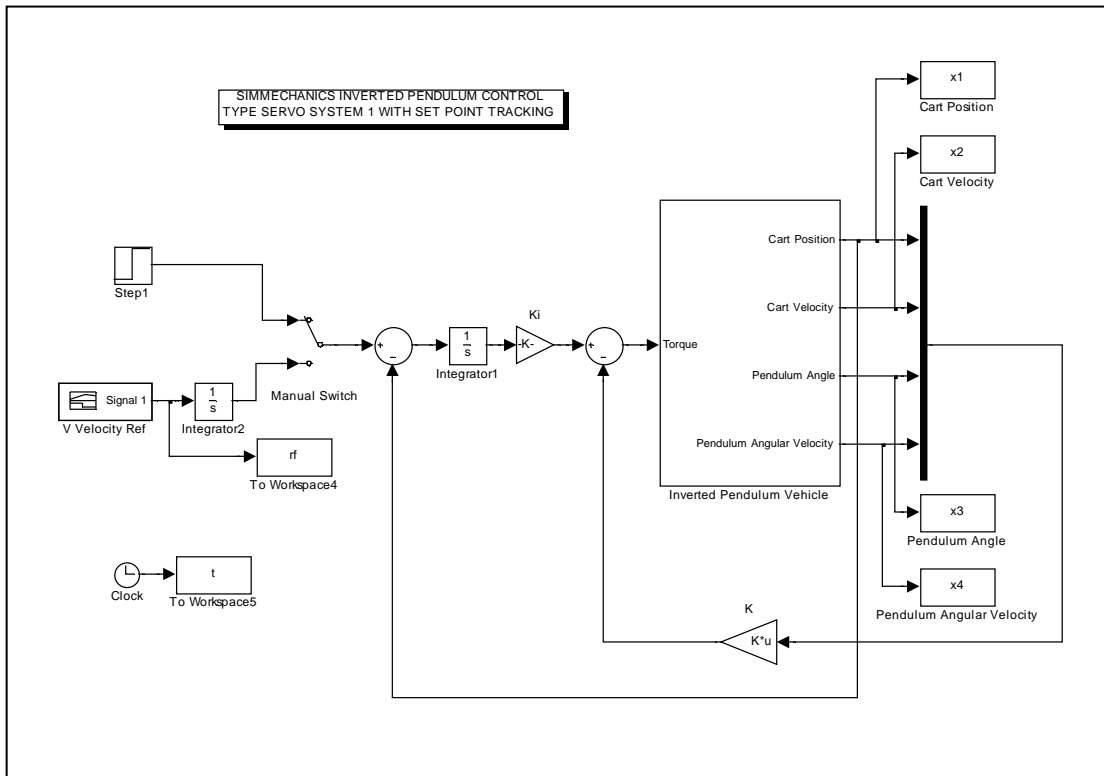 SIMMECHANICS INVERTED PENDULUM CONTROL
TYPE SERVO SYSTEM 1 WITH SET POINT TRACKING
x1
Cart Position
x2
Cart Velocity
Step1
Manual Switch
Signal 1
V Velocity Ref
1
s
Integrator2
rf
To Workspace4
+
−
1
s
Integrator1
Ki
-K-
+
−
Torque
Cart Position
Cart Velocity
Pendulum Angle
Pendulum Angular Velocity
Inverted Pendulum Vehicle
x3
Pendulum Angle
x4
Pendulum Angular Velocity
Clock
t
To Workspace5
K
K*u